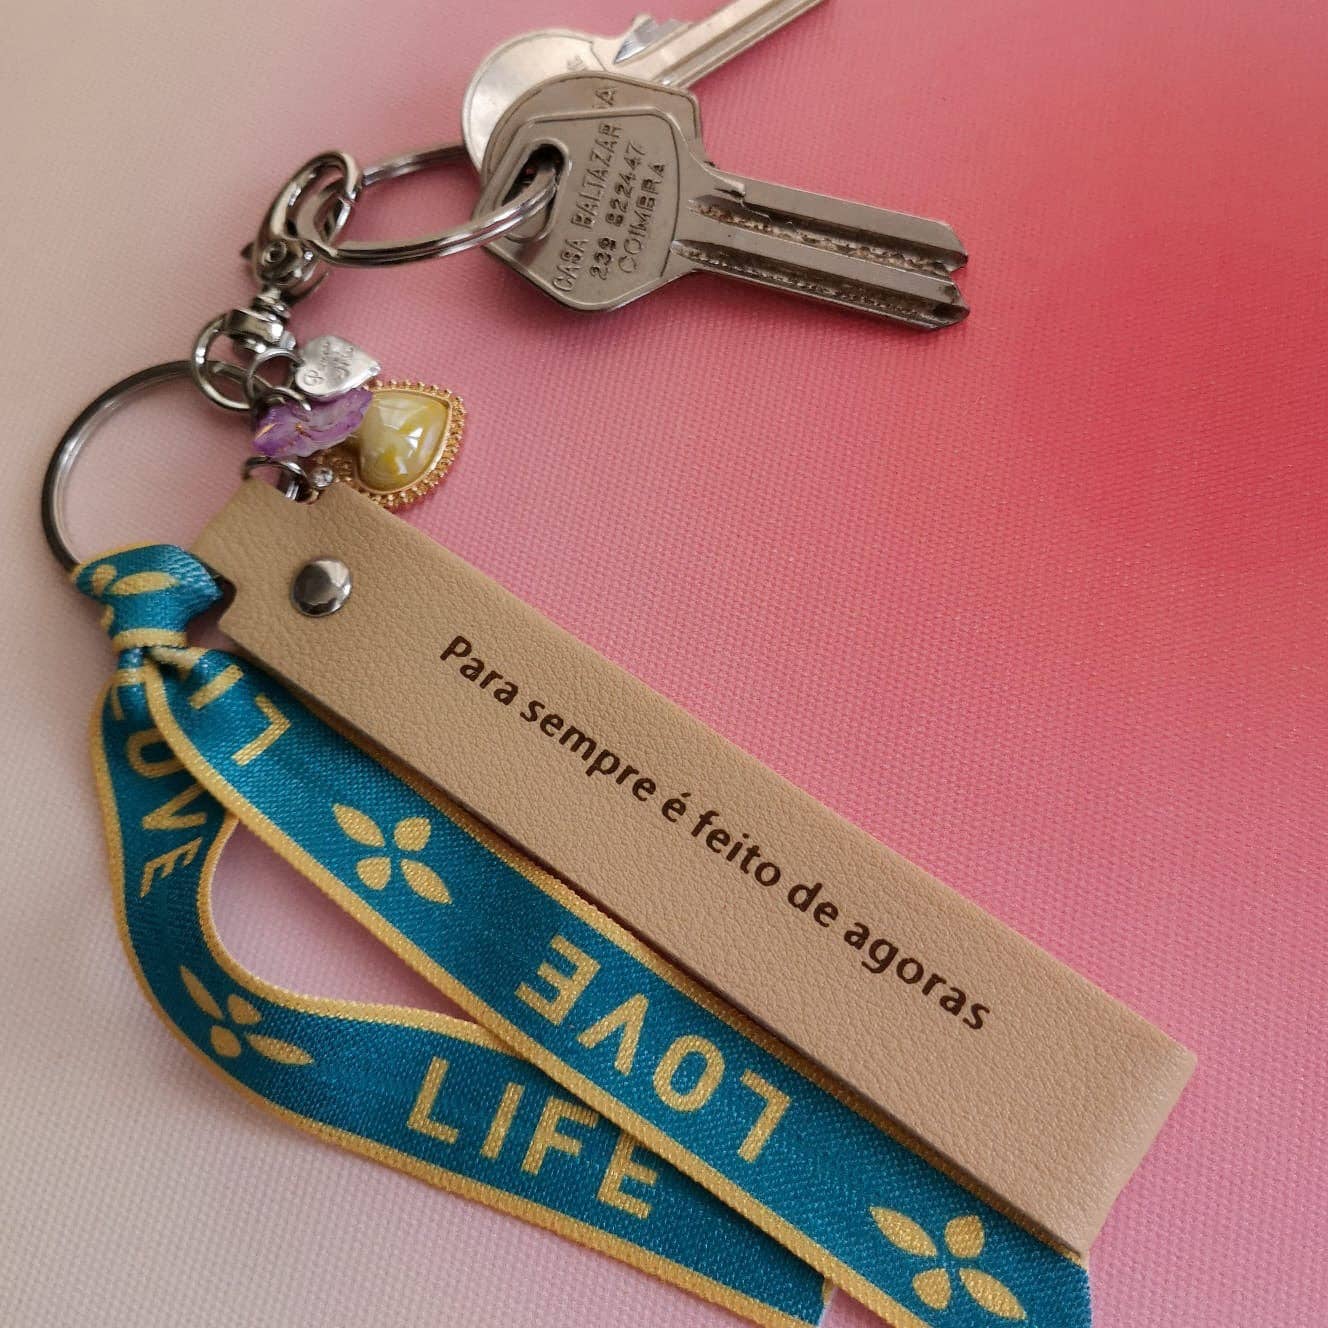 CASA BALTAZAR
239 822447
COIMBRA
Para sempre é feito de agoras
LOVE
LIFE
LOVE